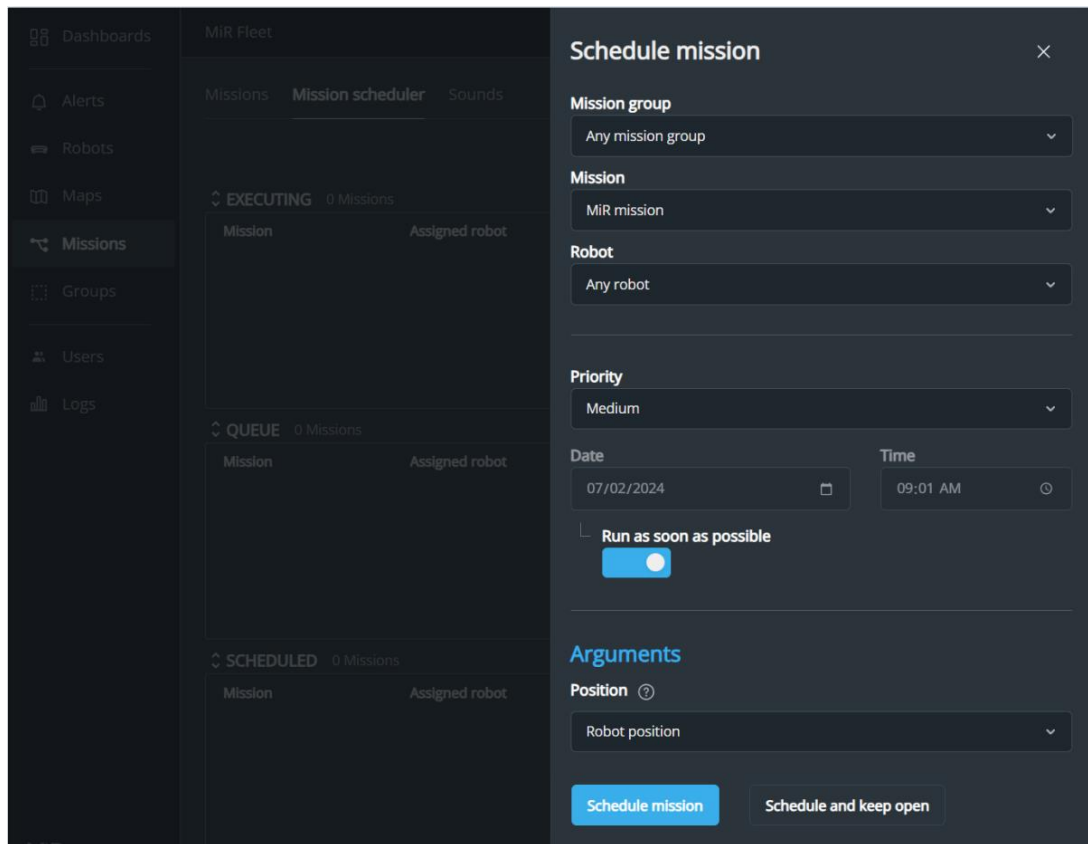 Dashboards
Alerts
Robots
Maps
Missions
Groups
Users
Logs
MiR Fleet
Missions Mission scheduler Sounds
EXECUTING 0 Missions
Mission Assigned robot
QUEUE 0 Missions
Mission Assigned robot
SCHEDULED 0 Missions
Mission Assigned robot
Schedule mission
Mission group
Any mission group
Mission
MiR mission
Robot
Any robot
Priority
Medium
Date Time
07/02/2024 09:01 AM
Run as soon as possible
Arguments
Position ?
Robot position
Schedule mission Schedule and keep open